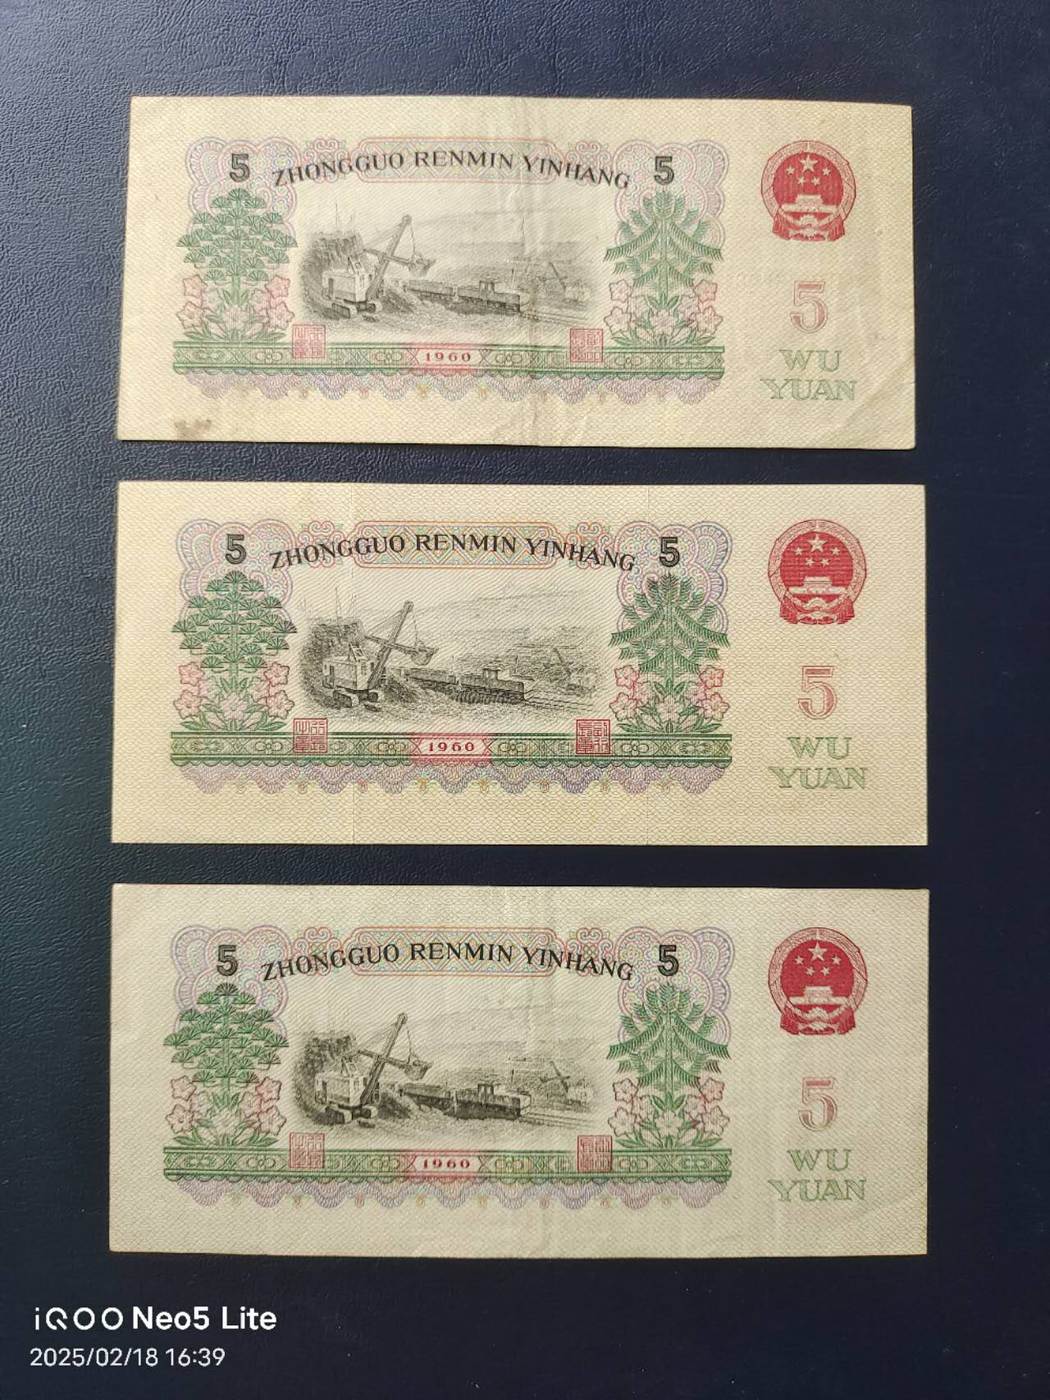 5 ZHONGGUO RENMIN YINHANG 5
1960
5
WU
YUAN
5 ZHONGGUO RENMIN YINHANG 5
1960
5
WU
YUAN
5 ZHONGGUO RENMIN YINHANG 5
1960
5
WU
YUAN
iQOO Neo5 Lite
2025/02/18 16:39